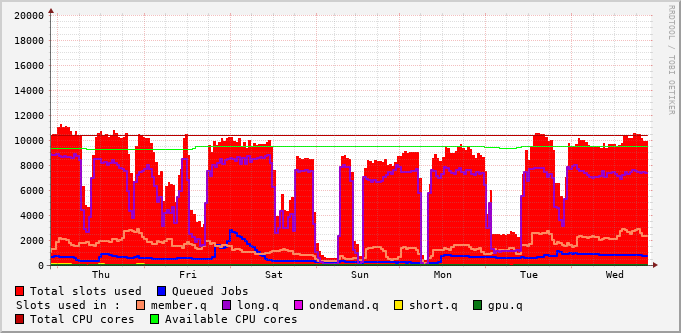 20000
18000
16000
14000
12000
10000
8000
6000
4000
2000
0
Thu Fri Sat Sun Mon Tue Wed
RRDTOOL / TOBI OETIKER
Total slots used Queued Jobs
Slots used in : member.q long.q ondemand.q short.q gpu.q
Total CPU cores Available CPU cores